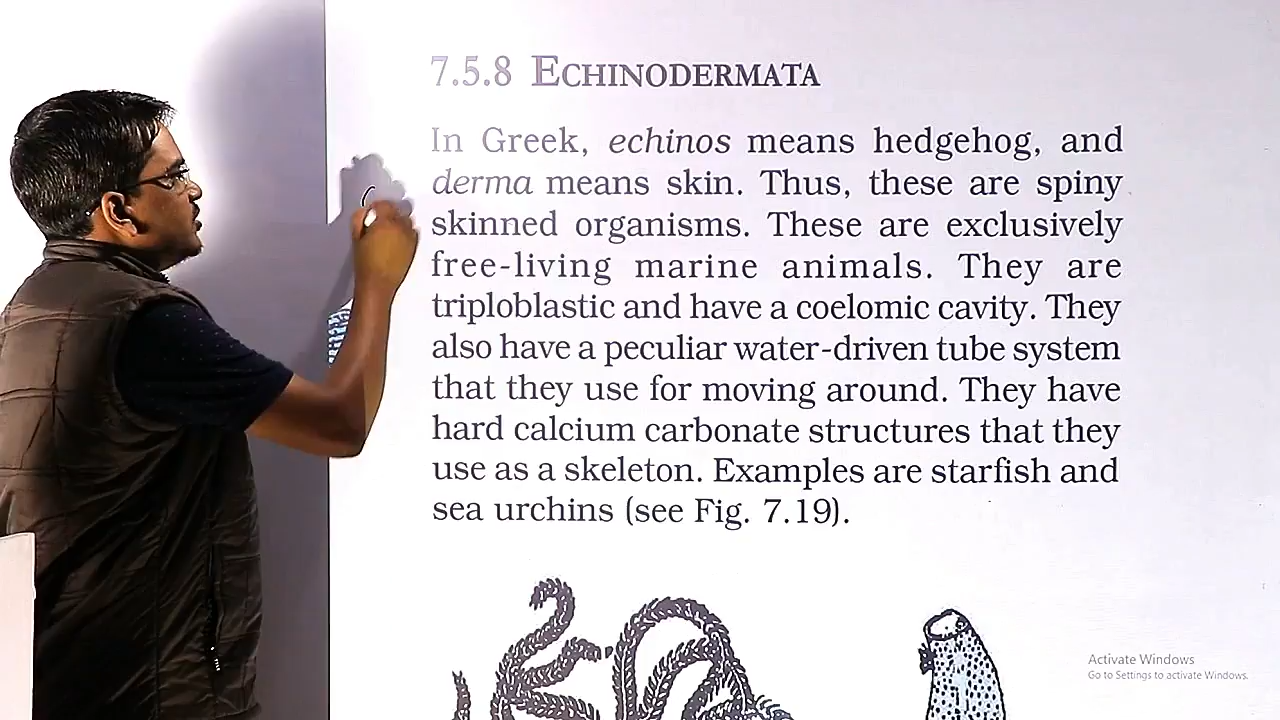 7.5.8 ECHINODERMATA
In Greek, echinos means hedgehog, and
derma means skin. Thus, these are spiny
skinned organisms. These are exclusively
free-living marine animals. They are
triploblastic and have a coelomic cavity. They
also have a peculiar water-driven tube system
that they use for moving around. They have
hard calcium carbonate structures that they
use as a skeleton. Examples are starfish and
sea urchins (see Fig. 7.19).
Activate Windows
Go to Settings to activate Windows.